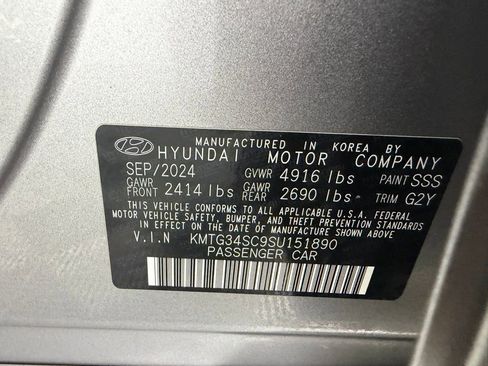 MANUFACTURED IN KOREA BY
HYUNDAI MOTOR COMPANY
SEP/2024 GVWR 4916 lbs PAINT SSS
GAWR FRONT 2414 lbs GAWR REAR 2690 lbs TRIM G2Y
THIS VEHICLE CONFORMS TO ALL APPLICABLE U.S.A. FEDERAL
MOTOR VEHICLE SAFETY, BUMPER, AND THEFT PREVENTION STANDARDS
IN EFFECT ON THE DATE OF MANUFACTURE SHOWN ABOVE.
V.I.N KMTG34SC9SU151890
PASSENGER CAR